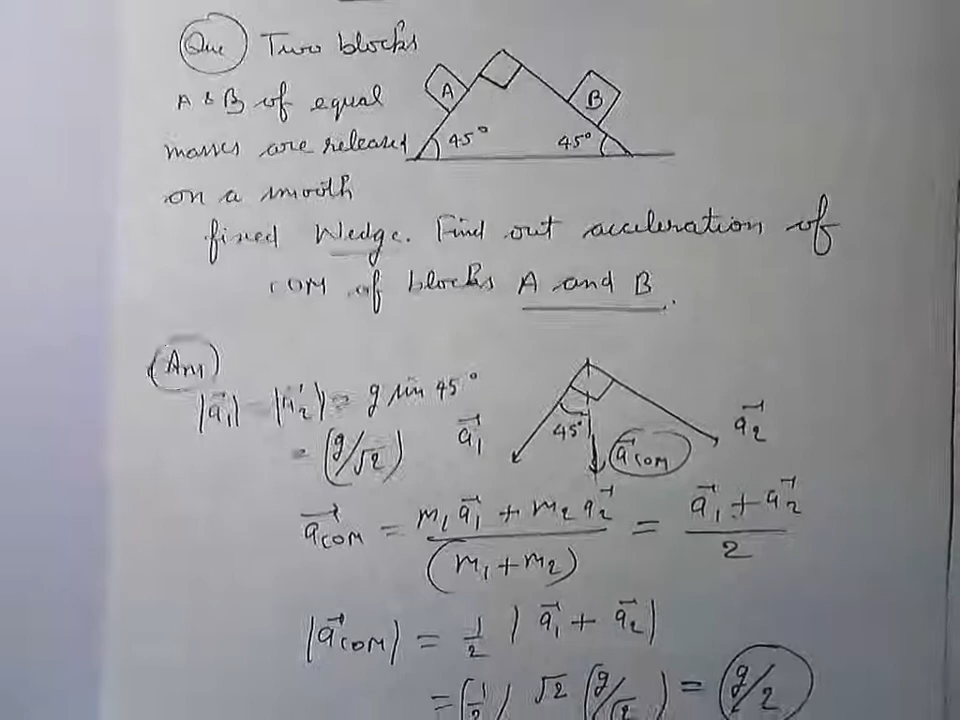 Que Two blocks
A & B of equal
masses are released
on a smooth
fixed Wedge. Find out acceleration of
COM of blocks A and B.
A
B
45°
45°
Ans
|a⃗₁| = |a⃗₂| = g sin 45°
= (g/√2)
a⃗₁
45°
a⃗COM
a⃗₂
a⃗COM = m₁a⃗₁ + m₂a⃗₂ / (m₁+m₂) = a⃗₁ + a⃗₂ / 2
|a⃗COM| = 1/2 | a⃗₁ + a⃗₂ |
= (1/2) √2 (g/√2) = g/2